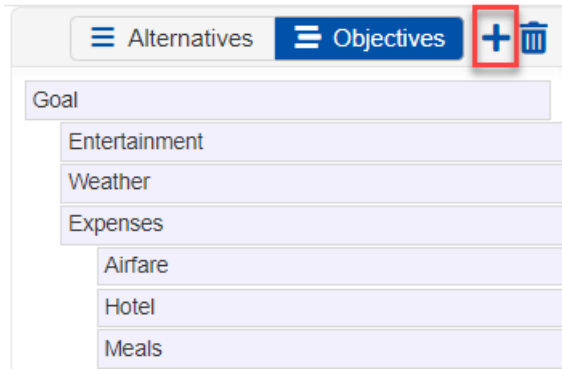 Alternatives Objectives
Goal
Entertainment
Weather
Expenses
Airfare
Hotel
Meals